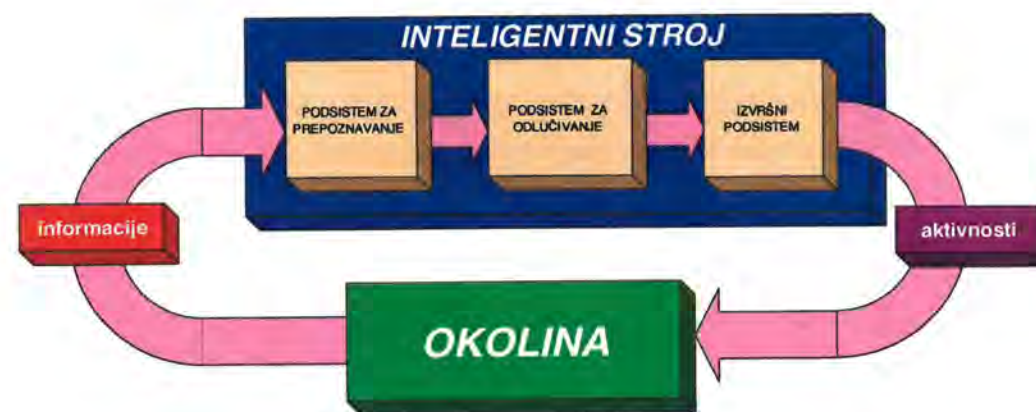 INTELIGENTNI STROJ
PODSISTEM ZA
PREPOZNAVANJE
PODSISTEM ZA
ODLUČIVANJE
IZVRŠNI
PODSISTEM
informacije
aktivnosti
OKOLINA